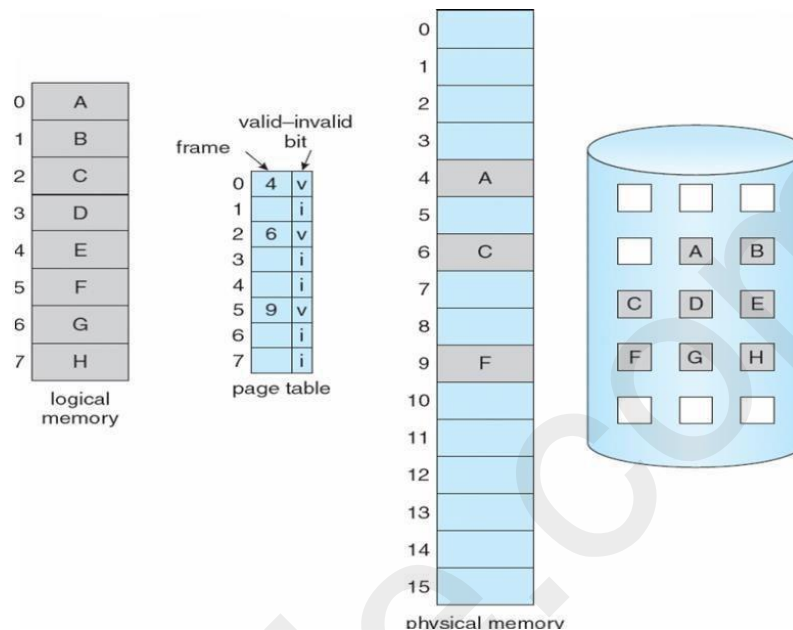 0 A
1 B
2 C
3 D
4 E
5 F
6 G
7 H
logical
memory
valid–invalid
bit
frame
0 4 v
1 i
2 6 v
3 i
4 i
5 9 v
6 i
7 i
page table
0
1
2
3
4 A
5
6 C
7
8
9 F
10
11
12
13
14
15
physical memory
A B
C D E
F G H